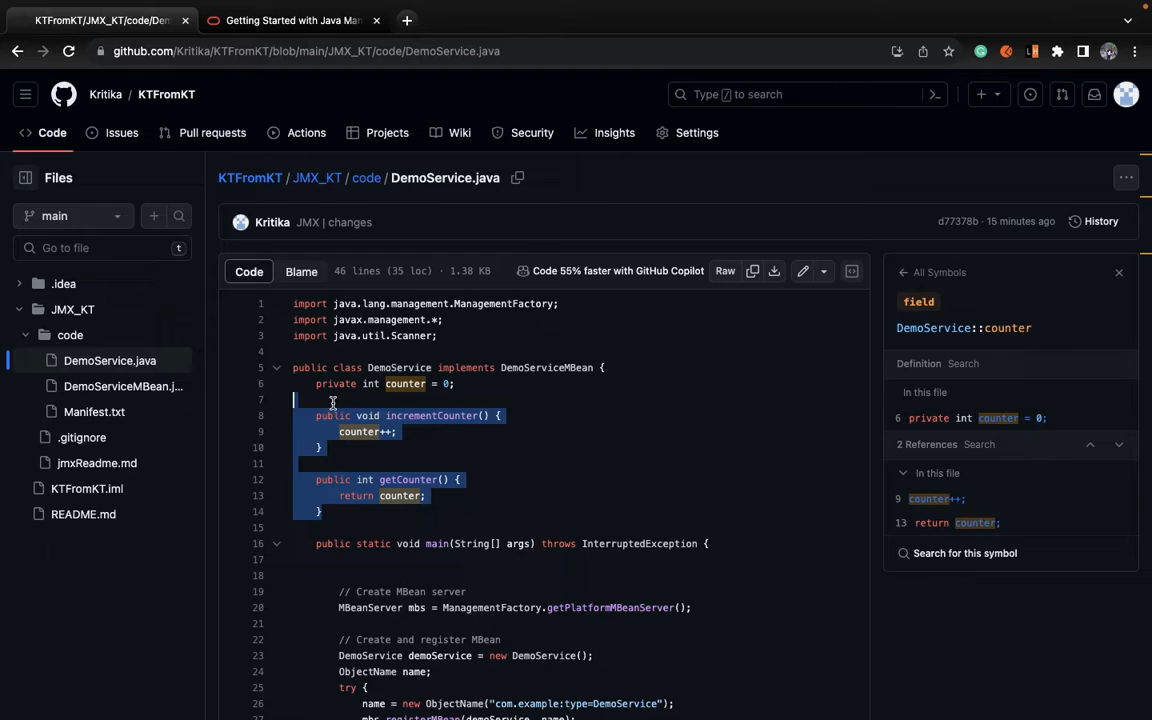 KTFromKT/JMX_KT/code/Dem
Getting Started with Java Man
github.com/Kritika/KTFromKT/blob/main/JMX_KT/code/DemoService.java
Kritika / KTFromKT
Type / to search
Code
Issues
Pull requests
Actions
Projects
Wiki
Security
Insights
Settings
Files
KTFromKT / JMX_KT / code / DemoService.java
main
Kritika JMX | changes
d77378b · 15 minutes ago
History
Go to file
t
Code
Blame
46 lines (35 loc) · 1.38 KB
Code 55% faster with GitHub Copilot
Raw
.idea
JMX_KT
code
DemoService.java
DemoServiceMBean.j...
Manifest.txt
.gitignore
jmxReadme.md
KTFromKT.iml
README.md
1 import java.lang.management.ManagementFactory;
2 import javax.management.*;
3 import java.util.Scanner;
4
5 public class DemoService implements DemoServiceMBean {
6 private int counter = 0;
7
8 public void incrementCounter() {
9 counter++;
10 }
11
12 public int getCounter() {
13 return counter;
14 }
15
16 public static void main(String[] args) throws InterruptedException {
17
18
19 // Create MBean server
20 MBeanServer mbs = ManagementFactory.getPlatformMBeanServer();
21
22 // Create and register MBean
23 DemoService demoService = new DemoService();
24 ObjectName name;
25 try {
26 name = new ObjectName("com.example:type=DemoService");
27 mbs.registerMBean(demoService, name);
All Symbols
field
DemoService::counter
Definition Search
In this file
6 private int counter = 0;
2 References Search
In this file
9 counter++;
13 return counter;
Search for this symbol